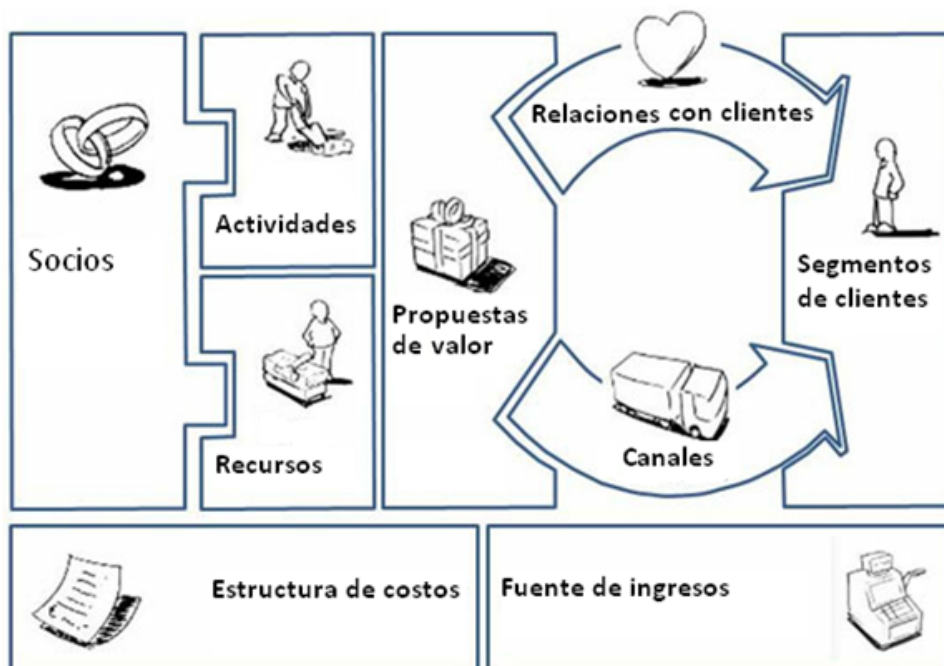 Relaciones con clientes
Actividades
Socios
Segmentos
de clientes
Propuestas
de valor
Recursos
Canales
Estructura de costos
Fuente de ingresos